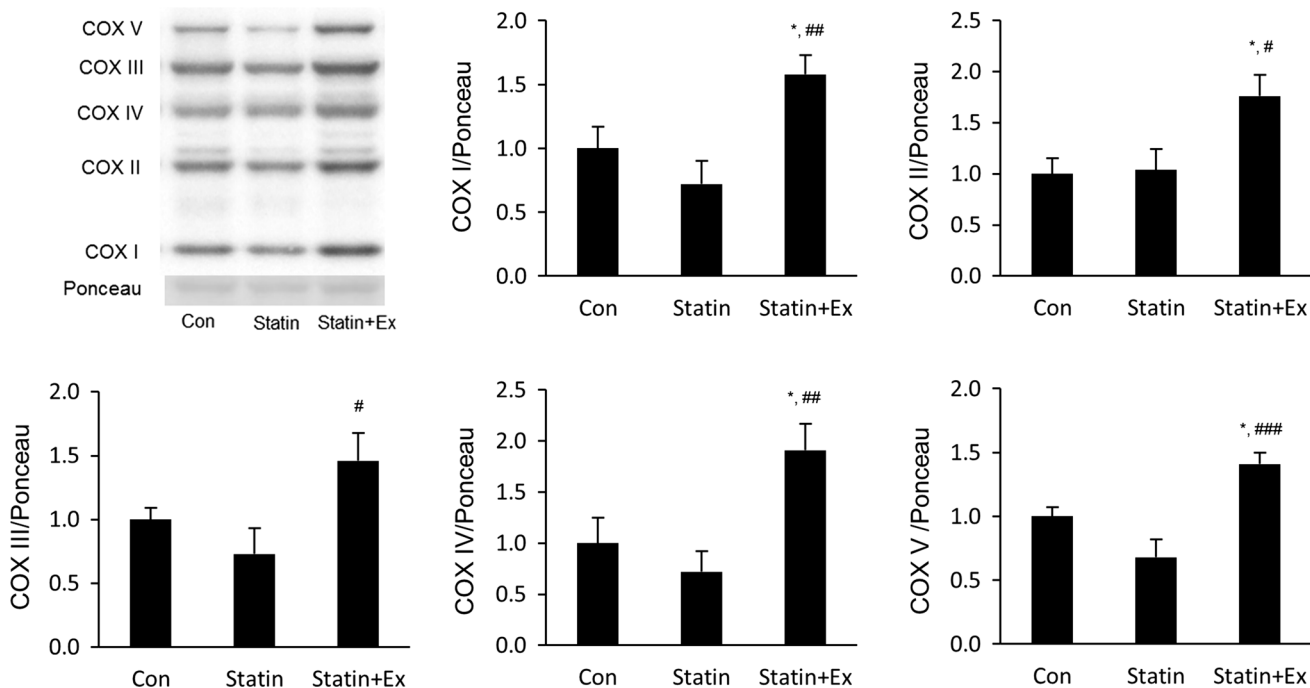 COX V
COX III
COX IV
COX II
COX I
Ponceau
Con Statin Statin+Ex
COX I/Ponceau
2.0
1.5
1.0
0.5
0.0
*, ##
Con Statin Statin+Ex
COX II/Ponceau
2.5
2.0
1.5
1.0
0.5
0.0
*, #
Con Statin Statin+Ex
COX III/Ponceau
2.0
1.5
1.0
0.5
0.0
#
Con Statin Statin+Ex
COX IV/Ponceau
2.5
2.0
1.5
1.0
0.5
0.0
*, ##
Con Statin Statin+Ex
COX V /Ponceau
2.0
1.5
1.0
0.5
0.0
*, ###
Con Statin Statin+Ex